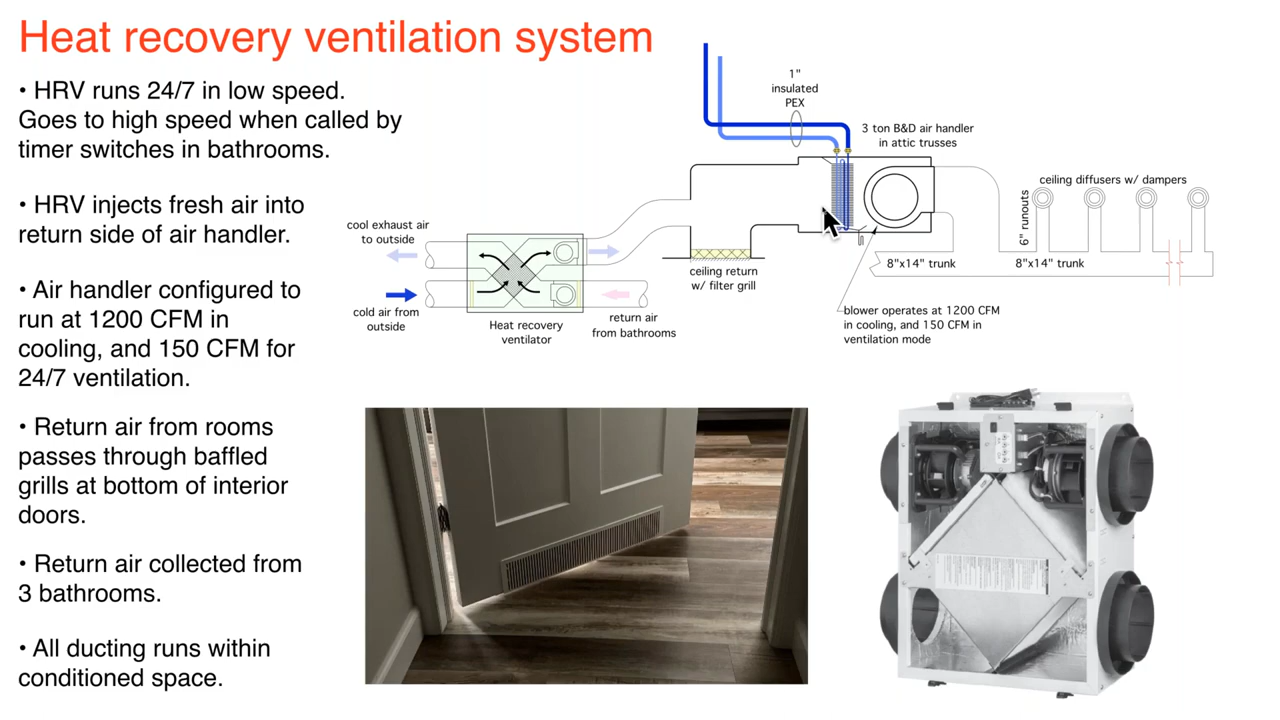 Heat recovery ventilation system
• HRV runs 24/7 in low speed.
Goes to high speed when called by
timer switches in bathrooms.
• HRV injects fresh air into
return side of air handler.
• Air handler configured to
run at 1200 CFM in
cooling, and 150 CFM for
24/7 ventilation.
• Return air from rooms
passes through baffled
grills at bottom of interior
doors.
• Return air collected from
3 bathrooms.
• All ducting runs within
conditioned space.
1"
insulated
PEX
3 ton B&D air handler
in attic trusses
ceiling diffusers w/ dampers
6" runouts
cool exhaust air
to outside
cold air from
outside
Heat recovery
ventilator
return air
from bathrooms
ceiling return
w/ filter grill
8"x14" trunk
8"x14" trunk
blower operates at 1200 CFM
in cooling, and 150 CFM in
ventilation mode